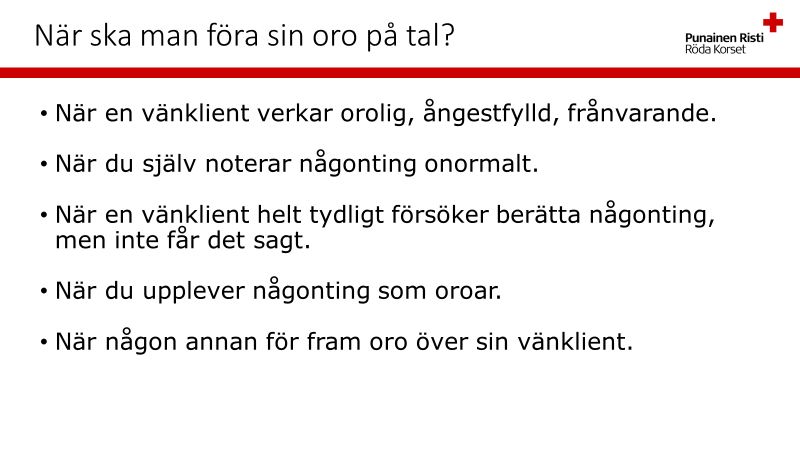 När ska man föra sin oro på tal?
Punainen Risti
Röda Korset
• När en vänklient verkar orolig, ångestfylld, frånvarande.
• När du själv noterar någonting onormalt.
• När en vänklient helt tydligt försöker berätta någonting,
men inte får det sagt.
• När du upplever någonting som oroar.
• När någon annan för fram oro över sin vänklient.